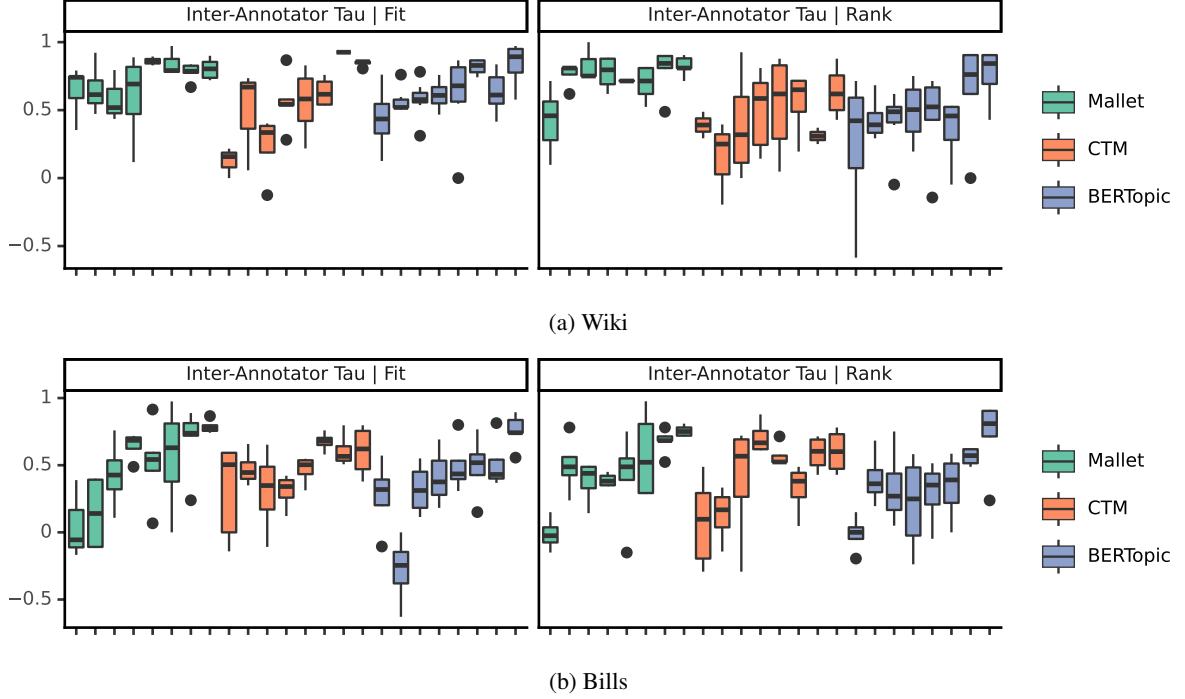 Inter-Annotator Tau | Fit
Inter-Annotator Tau | Rank
1
0.5
0
−0.5
Mallet
CTM
BERTopic
(a) Wiki
Inter-Annotator Tau | Fit
Inter-Annotator Tau | Rank
1
0.5
0
−0.5
Mallet
CTM
BERTopic
(b) Bills